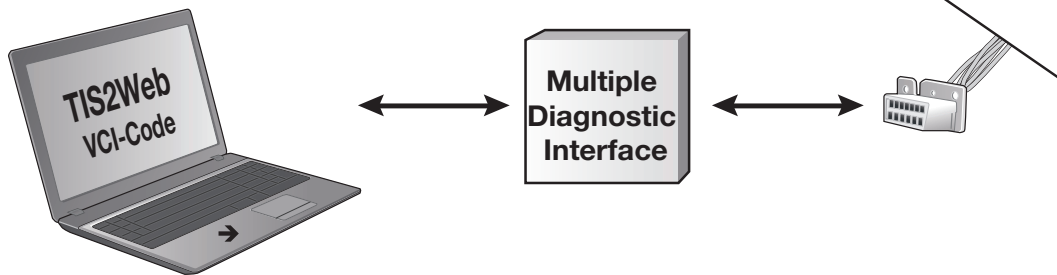 TIS2Web
VCI-Code
Multiple
Diagnostic
Interface